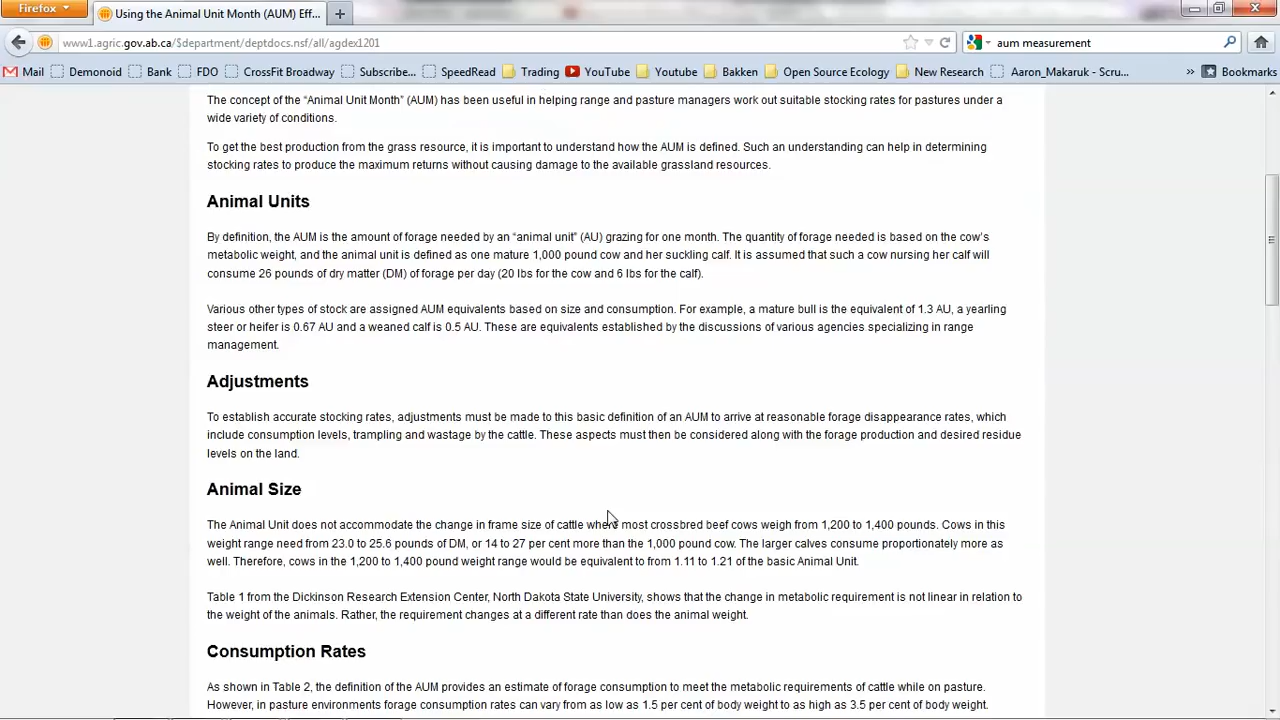 Firefox
Using the Animal Unit Month (AUM) Eff...
www1.agric.gov.ab.ca/$department/deptdocs.nsf/all/agdex1201
aum measurement
Mail Demonoid Bank FDO CrossFit Broadway Subscribe... SpeedRead Trading YouTube Youtube Bakken Open Source Ecology New Research Aaron_Makaruk - Scru... » Bookmarks
The concept of the “Animal Unit Month” (AUM) has been useful in helping range and pasture managers work out suitable stocking rates for pastures under a
wide variety of conditions.
To get the best production from the grass resource, it is important to understand how the AUM is defined. Such an understanding can help in determining
stocking rates to produce the maximum returns without causing damage to the available grassland resources.
Animal Units
By definition, the AUM is the amount of forage needed by an “animal unit” (AU) grazing for one month. The quantity of forage needed is based on the cow’s
metabolic weight, and the animal unit is defined as one mature 1,000 pound cow and her suckling calf. It is assumed that such a cow nursing her calf will
consume 26 pounds of dry matter (DM) of forage per day (20 lbs for the cow and 6 lbs for the calf).
Various other types of stock are assigned AUM equivalents based on size and consumption. For example, a mature bull is the equivalent of 1.3 AU, a yearling
steer or heifer is 0.67 AU and a weaned calf is 0.5 AU. These are equivalents established by the discussions of various agencies specializing in range
management.
Adjustments
To establish accurate stocking rates, adjustments must be made to this basic definition of an AUM to arrive at reasonable forage disappearance rates, which
include consumption levels, trampling and wastage by the cattle. These aspects must then be considered along with the forage production and desired residue
levels on the land.
Animal Size
The Animal Unit does not accommodate the change in frame size of cattle where most crossbred beef cows weigh from 1,200 to 1,400 pounds. Cows in this
weight range need from 23.0 to 25.6 pounds of DM, or 14 to 27 per cent more than the 1,000 pound cow. The larger calves consume proportionately more as
well. Therefore, cows in the 1,200 to 1,400 pound weight range would be equivalent to from 1.11 to 1.21 of the basic Animal Unit.
Table 1 from the Dickinson Research Extension Center, North Dakota State University, shows that the change in metabolic requirement is not linear in relation to
the weight of the animals. Rather, the requirement changes at a different rate than does the animal weight.
Consumption Rates
As shown in Table 2, the definition of the AUM provides an estimate of forage consumption to meet the metabolic requirements of cattle while on pasture.
However, in pasture environments forage consumption rates can vary from as low as 1.5 per cent of body weight to as high as 3.5 per cent of body weight.